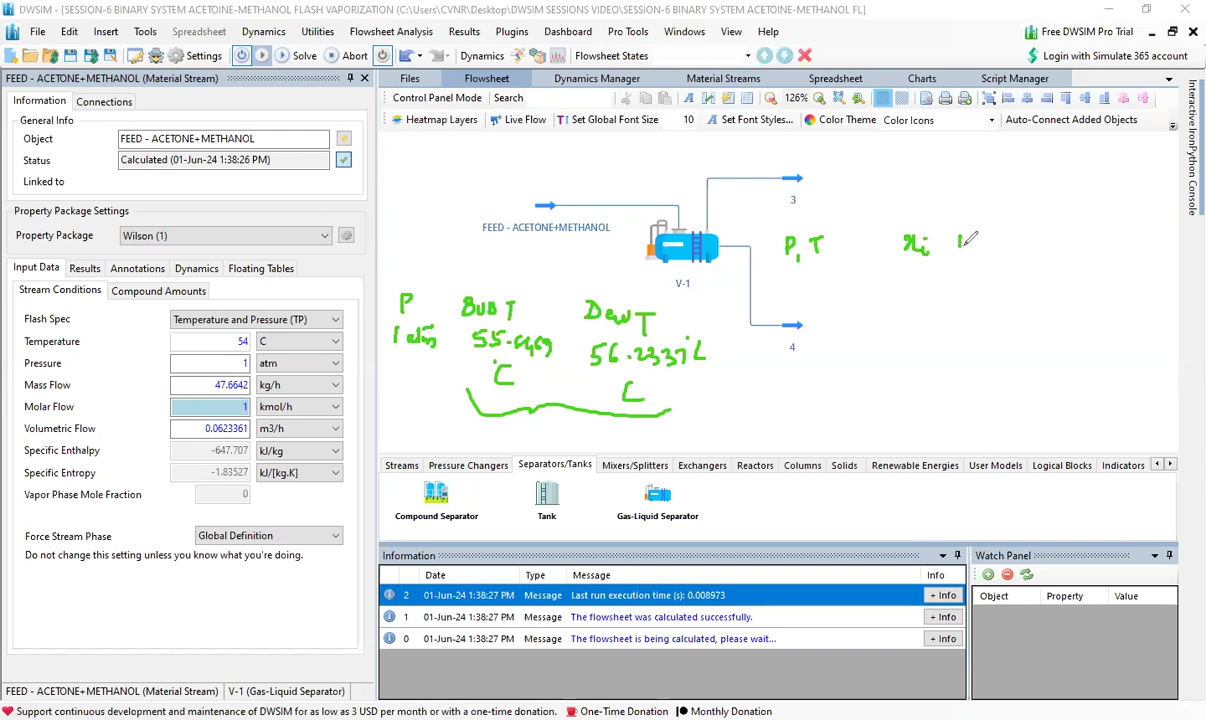 DWSIM - [SESSION-6 BINARY SYSTEM ACETOINE-METHANOL FLASH VAPORIZATION (C:\Users\CVNR\Desktop\DWSIM SESSIONS VIDEO\SESSION-6 BINARY SYSTEM ACETOINE-METHANOL FL]
File Edit Insert Tools Spreadsheet Dynamics Utilities Flowsheet Analysis Results Plugins Dashboard Pro Tools Windows View Help Free DWSIM Pro Trial
Settings Solve Abort Dynamics Flowsheet States Login with Simulate 365 account
FEED - ACETONE+METHANOL (Material Stream)
Files Flowsheet Dynamics Manager Material Streams Spreadsheet Charts Script Manager
Information Connections
Control Panel Mode Search 126%
General Info
Heatmap Layers Live Flow Set Global Font Size 10 Set Font Styles... Color Theme Color Icons Auto-Connect Added Objects
Interactive IronPython Console
Object FEED - ACETONE+METHANOL
Status Calculated (01-Jun-24 1:38:26 PM)
Linked to
Property Package Settings
Property Package Wilson (1)
Input Data Results Annotations Dynamics Floating Tables
Stream Conditions Compound Amounts
Flash Spec Temperature and Pressure (TP)
Temperature 54 C
Pressure 1 atm
Mass Flow 47.6642 kg/h
Molar Flow 1 kmol/h
Volumetric Flow 0.0623361 m3/h
Specific Enthalpy -647.707 kJ/kg
Specific Entropy -1.83527 kJ/[kg.K]
Vapor Phase Mole Fraction 0
Force Stream Phase Global Definition
Do not change this setting unless you know what you're doing.
FEED - ACETONE+METHANOL
3
V-1
4
P, T xi
P BUB T Dew T
1 atm
C C
Streams Pressure Changers Separators/Tanks Mixers/Splitters Exchangers Reactors Columns Solids Renewable Energies User Models Logical Blocks Indicators
Compound Separator Tank Gas-Liquid Separator
Information
Date Type Message Info
2 01-Jun-24 1:38:27 PM Message Last run execution time (s): 0.008973 + Info
1 01-Jun-24 1:38:27 PM Message The flowsheet was calculated successfully. + Info
0 01-Jun-24 1:38:27 PM Message The flowsheet is being calculated, please wait... + Info
Watch Panel
Object Property Value
FEED - ACETONE+METHANOL (Material Stream) V-1 (Gas-Liquid Separator)
Support continuous development and maintenance of DWSIM for as low as 3 USD per month or with a one-time donation. One-Time Donation Monthly Donation